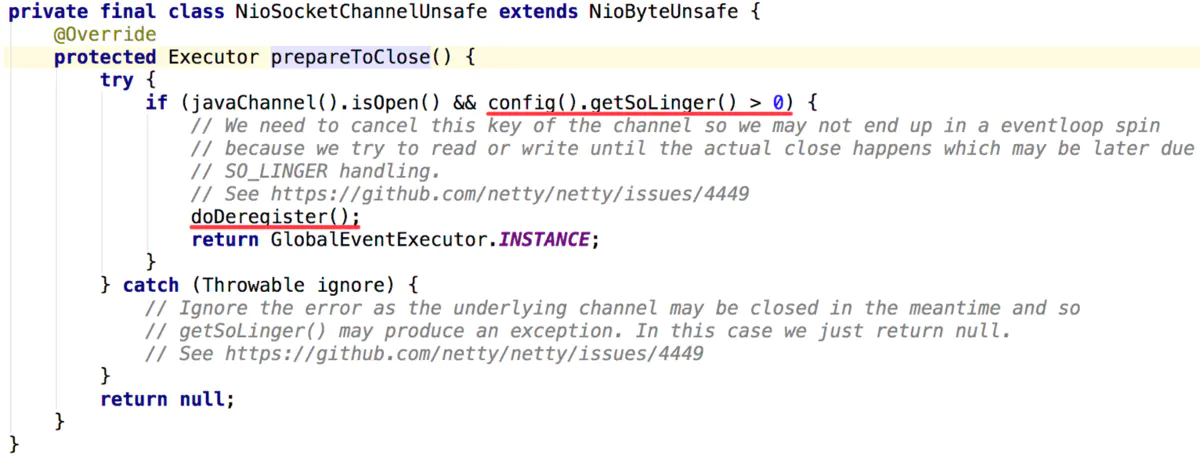 private final class NioSocketChannelUnsafe extends NioByteUnsafe {
    @Override
    protected Executor prepareToClose() {
        try {
            if (javaChannel().isOpen() && config().getSoLinger() > 0) {
                // We need to cancel this key of the channel so we may not end up in a eventloop spin
                // because we try to read or write until the actual close happens which may be later due
                // SO_LINGER handling.
                // See https://github.com/netty/netty/issues/4449
                doDeregister();
                return GlobalEventExecutor.INSTANCE;
            }
        } catch (Throwable ignore) {
            // Ignore the error as the underlying channel may be closed in the meantime and so
            // getSoLinger() may produce an exception. In this case we just return null.
            // See https://github.com/netty/netty/issues/4449
        }
        return null;
    }
}